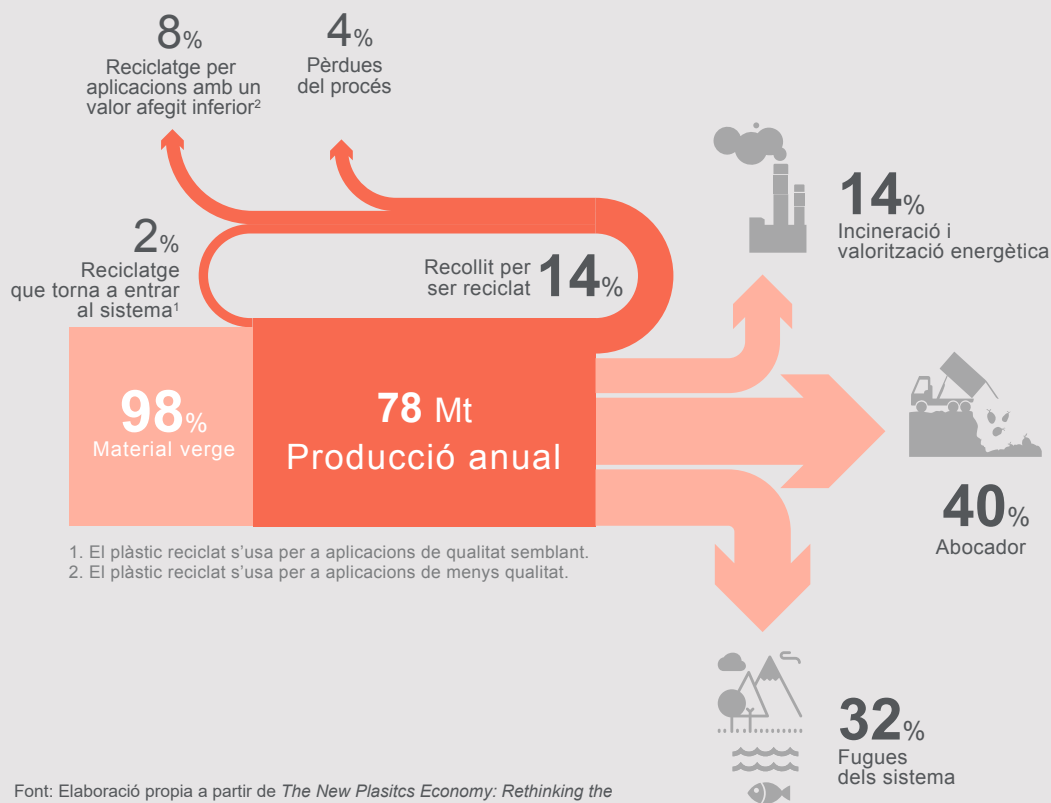 8%
Reciclatge per
aplicacions amb un
valor afegit inferior²
4%
Pèrdues
del procés
14%
Incineració i
valorització energètica
2%
Reciclatge
que torna a entrar
al sistema¹
Recollit per
ser reciclat
14%
98%
Material verge
78 Mt
Producció anual
40%
Abocador
1. El plàstic reciclat s’usa per a aplicacions de qualitat semblant.
2. El plàstic reciclat s’usa per a aplicacions de menys qualitat.
32%
Fugues
dels sistema
Font: Elaboració propia a partir de The New Plasitcs Economy: Rethinking the